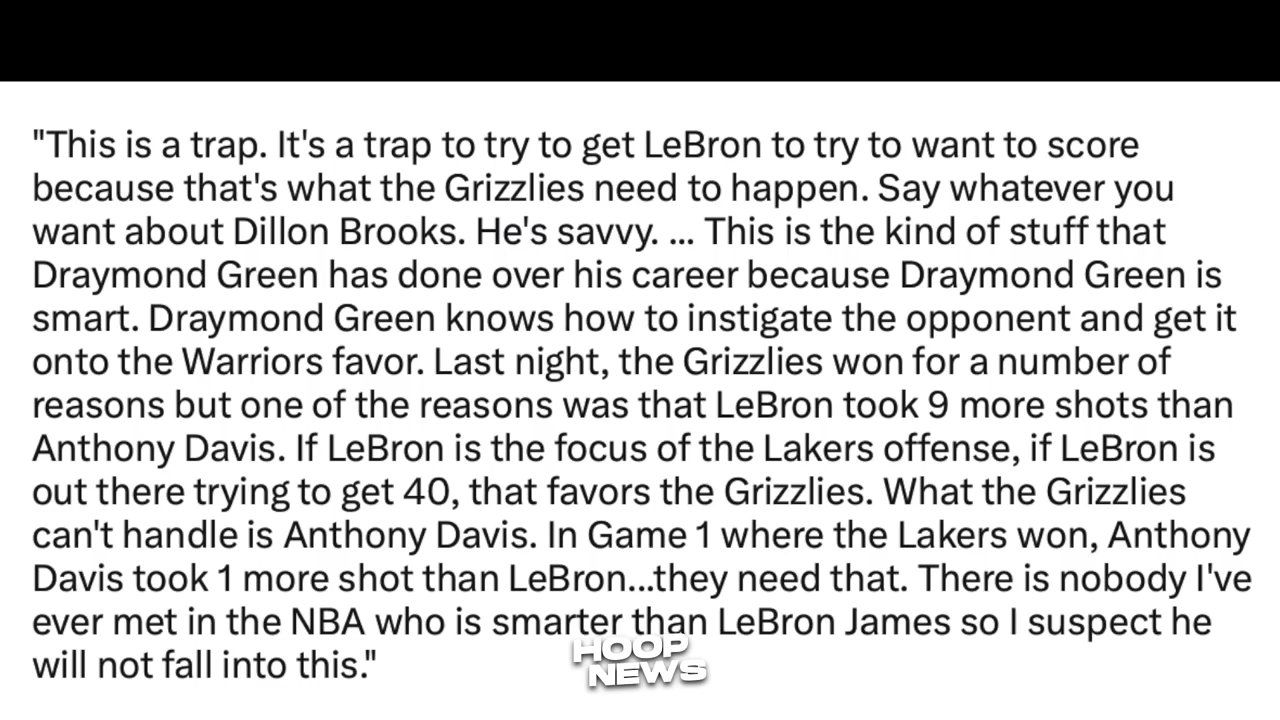 "This is a trap. It's a trap to try to get LeBron to try to want to score
because that's what the Grizzlies need to happen. Say whatever you
want about Dillon Brooks. He's savvy. ... This is the kind of stuff that
Draymond Green has done over his career because Draymond Green is
smart. Draymond Green knows how to instigate the opponent and get it
onto the Warriors favor. Last night, the Grizzlies won for a number of
reasons but one of the reasons was that LeBron took 9 more shots than
Anthony Davis. If LeBron is the focus of the Lakers offense, if LeBron is
out there trying to get 40, that favors the Grizzlies. What the Grizzlies
can't handle is Anthony Davis. In Game 1 where the Lakers won, Anthony
Davis took 1 more shot than LeBron...they need that. There is nobody I've
ever met in the NBA who is smarter than LeBron James so I suspect he
will not fall into this."
HOOP
NEWS